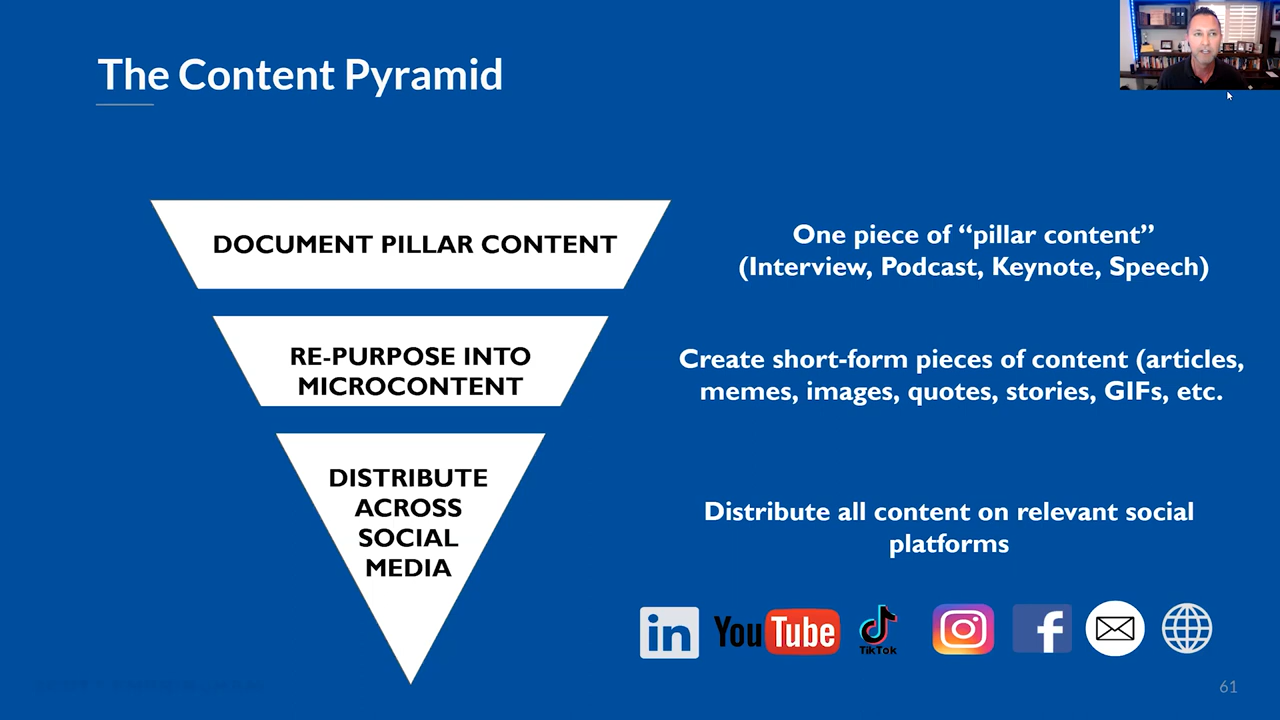 The Content Pyramid
DOCUMENT PILLAR CONTENT
One piece of “pillar content”
(Interview, Podcast, Keynote, Speech)
RE-PURPOSE INTO
MICROCONTENT
Create short-form pieces of content (articles,
memes, images, quotes, stories, GIFs, etc.
DISTRIBUTE
ACROSS
SOCIAL
MEDIA
Distribute all content on relevant social
platforms
in
YouTube
TikTok
f
61